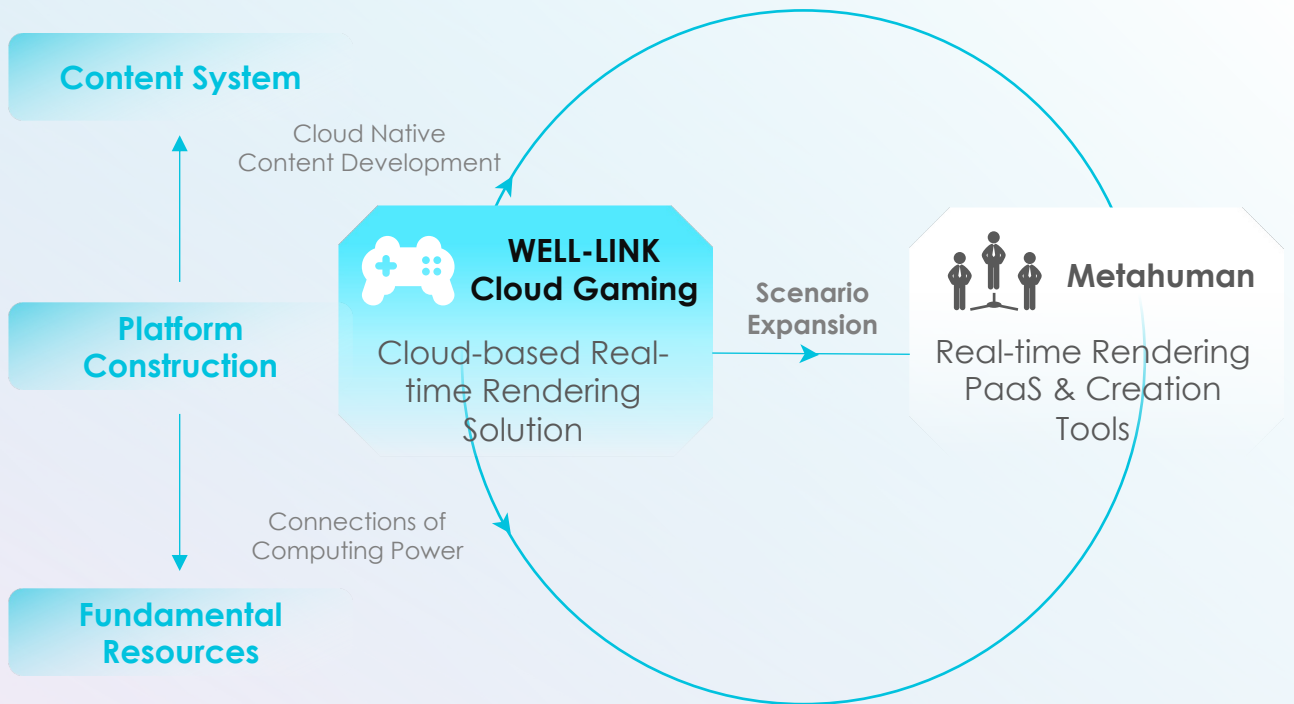 Content System
Cloud Native
Content Development
WELL-LINK
Cloud Gaming
Cloud-based Real-
time Rendering
Solution
Scenario
Expansion
Metahuman
Real-time Rendering
PaaS & Creation
Tools
Platform
Construction
Connections of
Computing Power
Fundamental
Resources